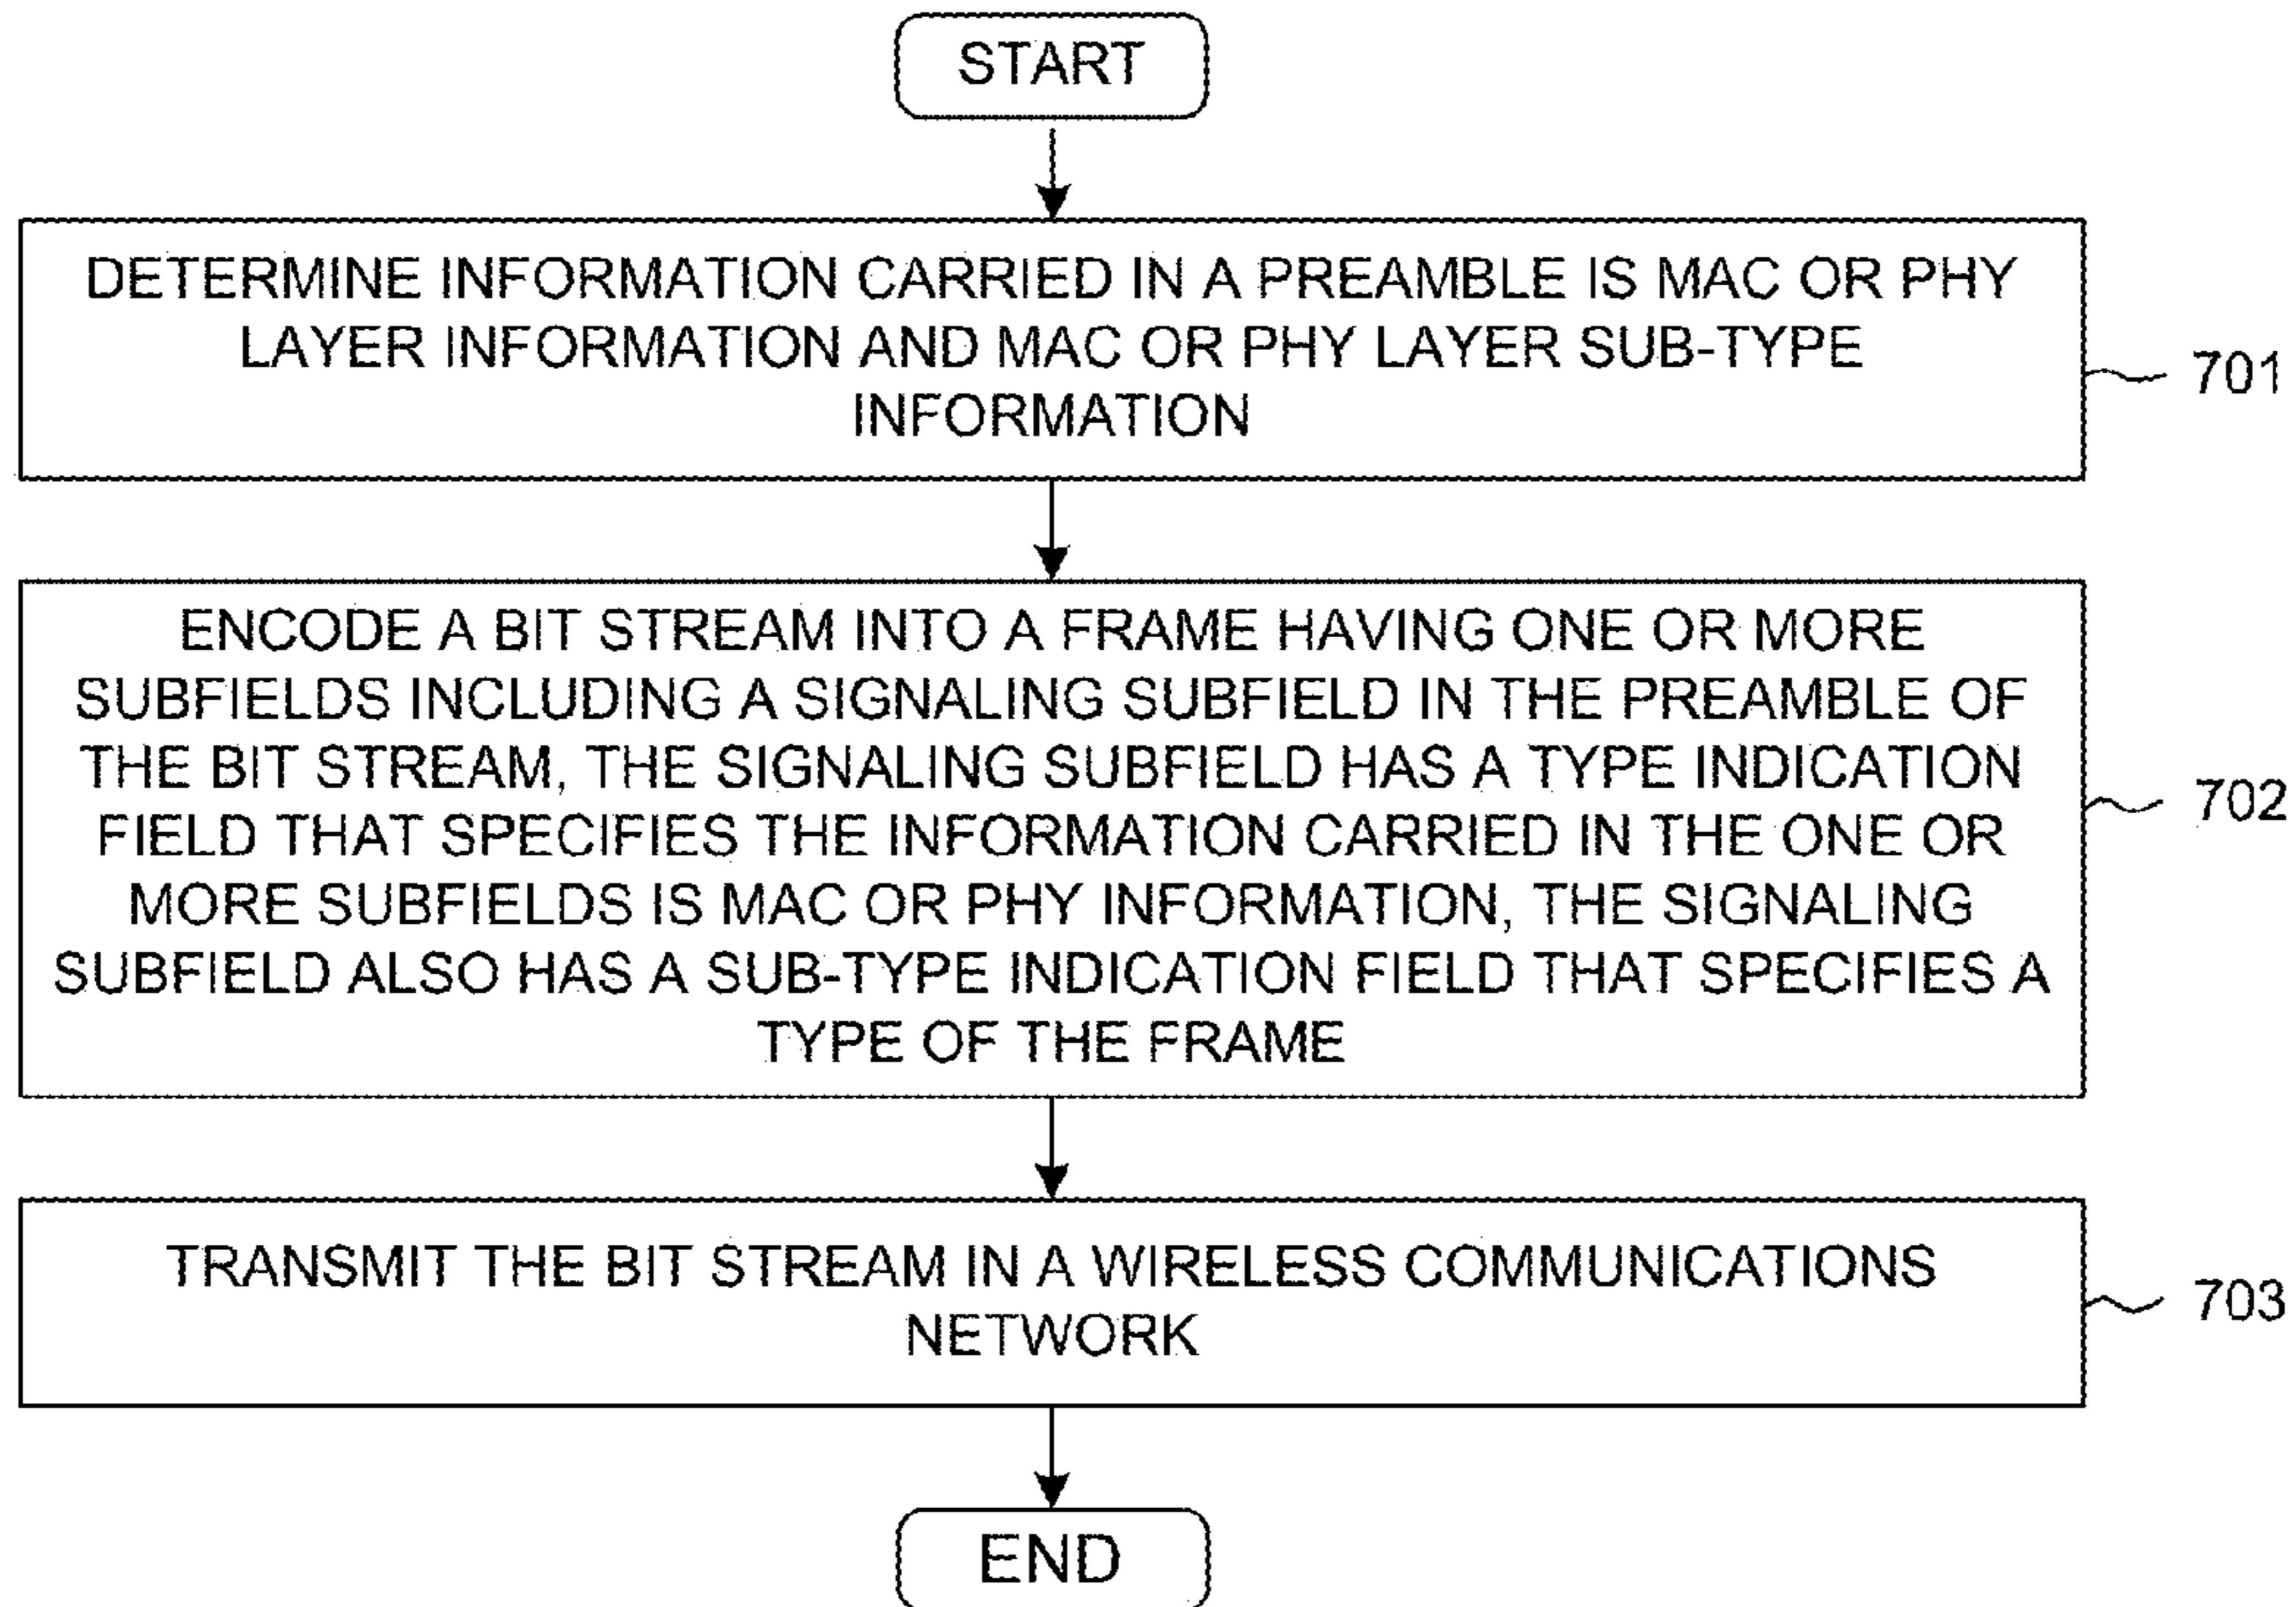 START
DETERMINE INFORMATION CARRIED IN A PREAMBLE IS MAC OR PHY
LAYER INFORMATION AND MAC OR PHY LAYER SUB-TYPE
INFORMATION
701
ENCODE A BIT STREAM INTO A FRAME HAVING ONE OR MORE
SUBFIELDS INCLUDING A SIGNALING SUBFIELD IN THE PREAMBLE OF
THE BIT STREAM, THE SIGNALING SUBFIELD HAS A TYPE INDICATION
FIELD THAT SPECIFIES THE INFORMATION CARRIED IN THE ONE OR
MORE SUBFIELDS IS MAC OR PHY INFORMATION, THE SIGNALING
SUBFIELD ALSO HAS A SUB-TYPE INDICATION FIELD THAT SPECIFIES A
TYPE OF THE FRAME
702
TRANSMIT THE BIT STREAM IN A WIRELESS COMMUNICATIONS
NETWORK
703
END